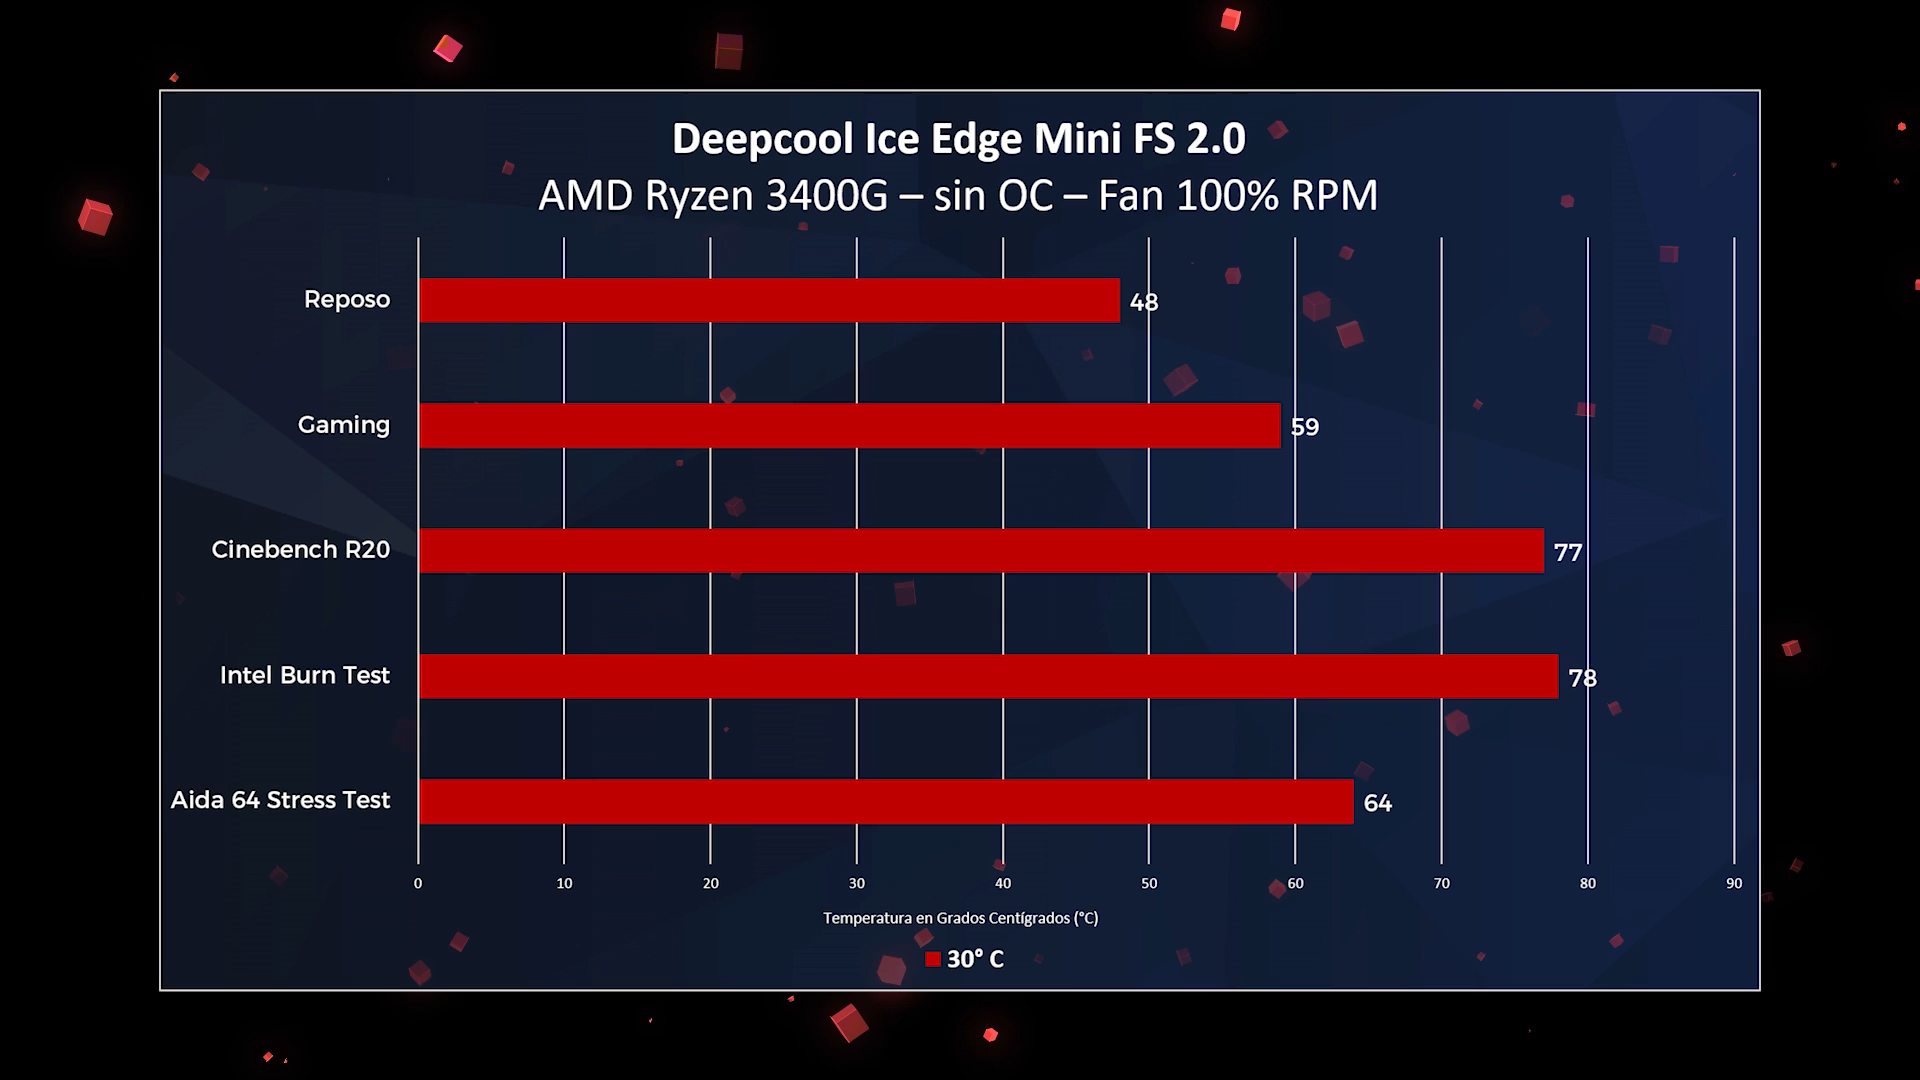 Deepcool Ice Edge Mini FS 2.0
AMD Ryzen 3400G – sin OC – Fan 100% RPM
Reposo 48
Gaming 59
Cinebench R20 77
Intel Burn Test 78
Aida 64 Stress Test 64
0 10 20 30 40 50 60 70 80 90
Temperatura en Grados Centígrados (°C)
30° C